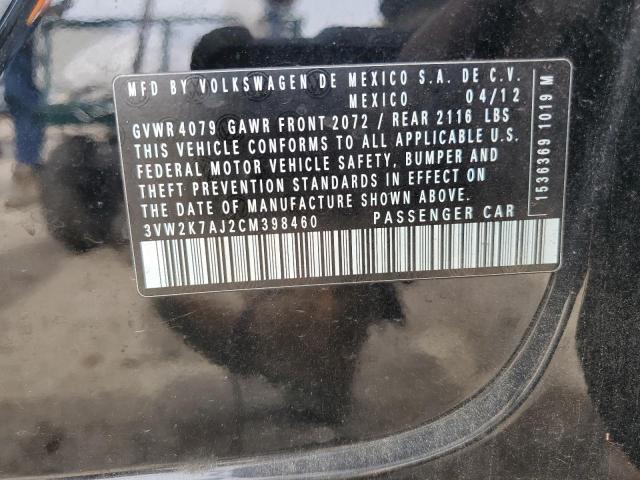 MFD BY VOLKSWAGEN DE MEXICO S.A. DE C.V.
MEXICO 04/12
GVWR 4079 GAWR FRONT 2072 / REAR 2116 LBS
THIS VEHICLE CONFORMS TO ALL APPLICABLE U.S.
FEDERAL MOTOR VEHICLE SAFETY, BUMPER AND
THEFT PREVENTION STANDARDS IN EFFECT ON
THE DATE OF MANUFACTURE SHOWN ABOVE.
3VW2K7AJ2CM398460 PASSENGER CAR
1536369 1019 M